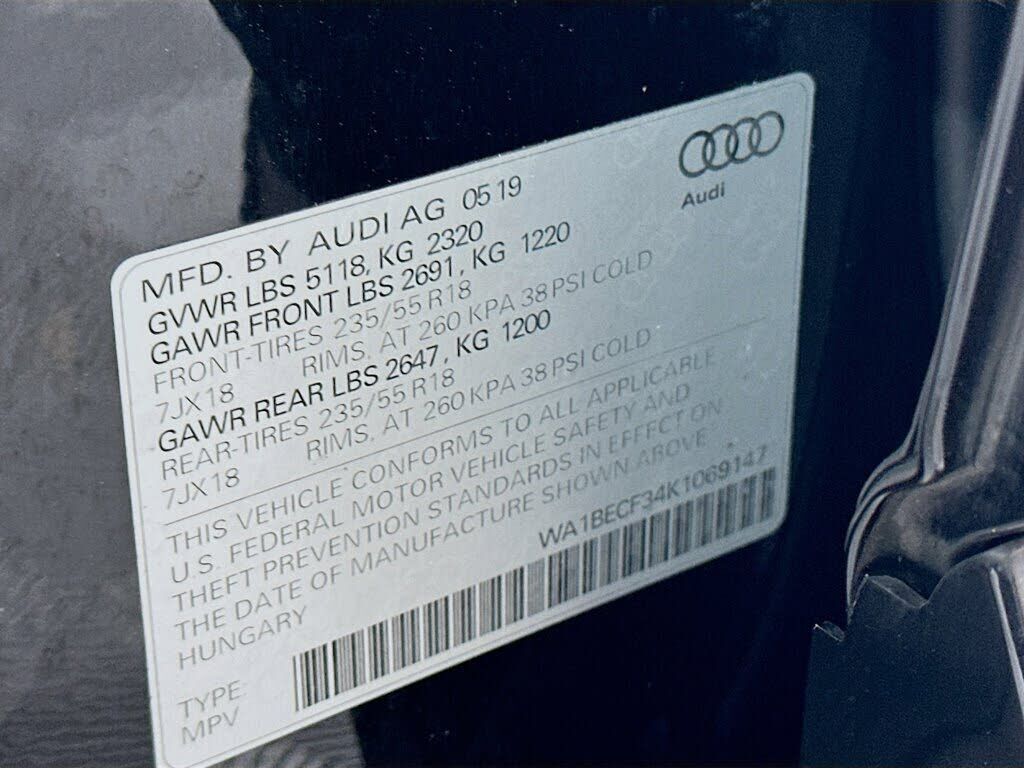 Audi
MFD. BY AUDI AG 05 19
GVWR LBS 5118, KG 2320
GAWR FRONT LBS 2691, KG 1220
FRONT-TIRES 235/55 R18
7JX18 RIMS, AT 260 KPA 38 PSI COLD
GAWR REAR LBS 2647, KG 1200
REAR-TIRES 235/55 R18
7JX18 RIMS, AT 260 KPA 38 PSI COLD
THIS VEHICLE CONFORMS TO ALL APPLICABLE
U.S. FEDERAL MOTOR VEHICLE SAFETY AND
THEFT PREVENTION STANDARDS IN EFFECT ON
THE DATE OF MANUFACTURE SHOWN ABOVE.
HUNGARY
WA1BECF34K1069147
TYPE:
MPV